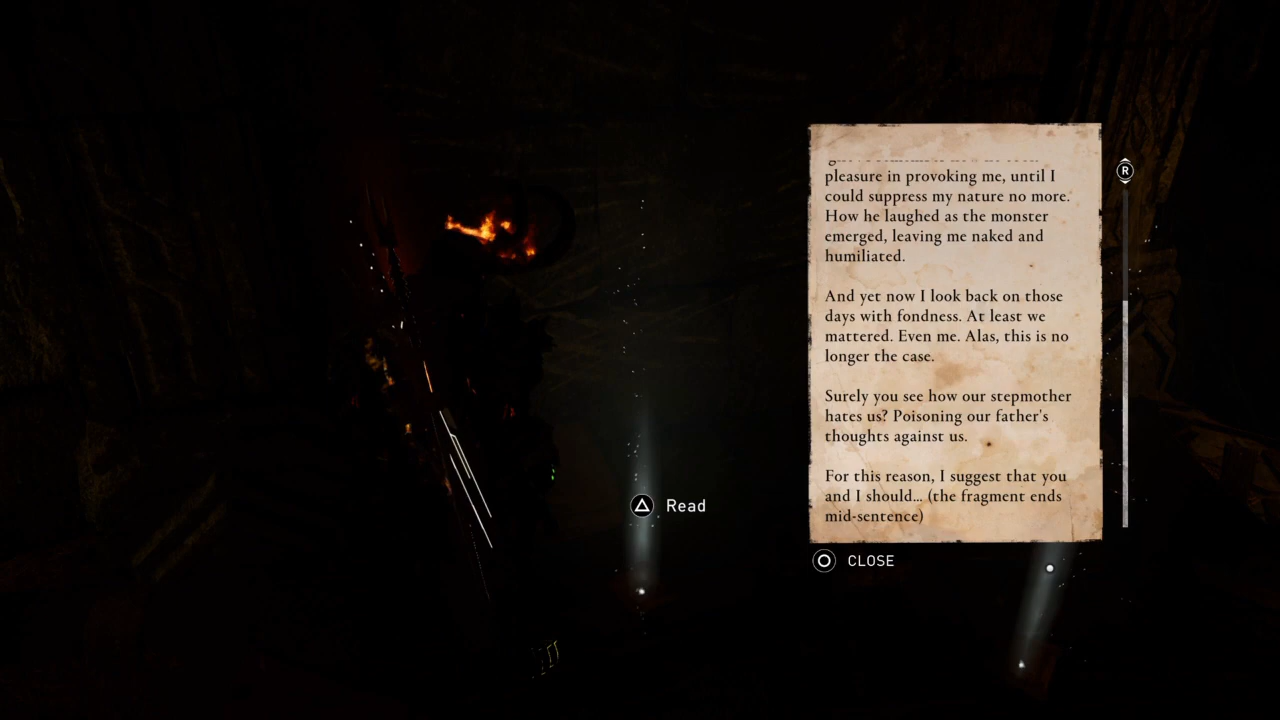 pleasure in provoking me, until I
could suppress my nature no more.
How he laughed as the monster
emerged, leaving me naked and
humiliated.
And yet now I look back on those
days with fondness. At least we
mattered. Even me. Alas, this is no
longer the case.
Surely you see how our stepmother
hates us? Poisoning our father's
thoughts against us.
For this reason, I suggest that you
and I should... (the fragment ends
mid-sentence)
R
Read
CLOSE